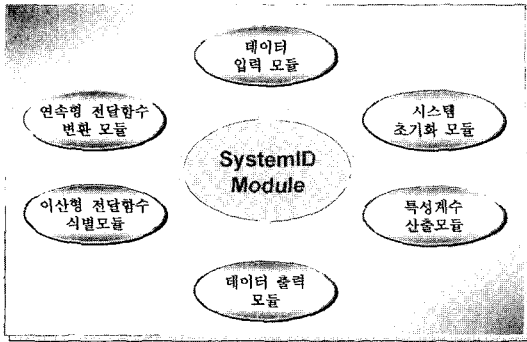 데이터
입력 모듈
연속형 전달함수
변환 모듈
시스템
초기화 모듈
SystemID
Module
이산형 전달함수
식별모듈
특성계수
산출모듈
데이터 출력
모듈